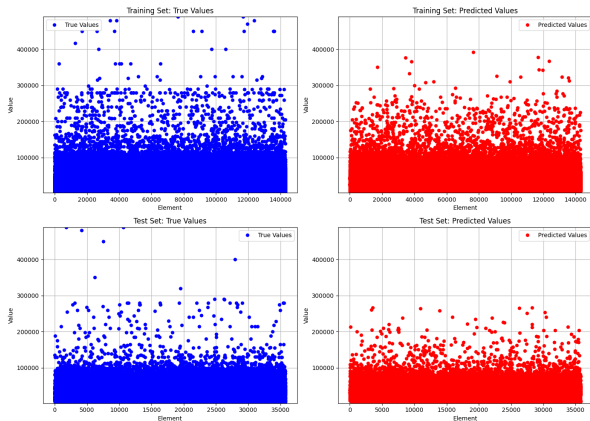 Training Set: True Values
True Values
Value
400000
300000
200000
100000
0 20000 40000 60000 80000 100000 120000 140000
Element
Training Set: Predicted Values
Predicted Values
Value
400000
300000
200000
100000
0 20000 40000 60000 80000 100000 120000 140000
Element
Test Set: True Values
True Values
Value
400000
300000
200000
100000
0 5000 10000 15000 20000 25000 30000 35000
Element
Test Set: Predicted Values
Predicted Values
Value
400000
300000
200000
100000
0 5000 10000 15000 20000 25000 30000 35000
Element